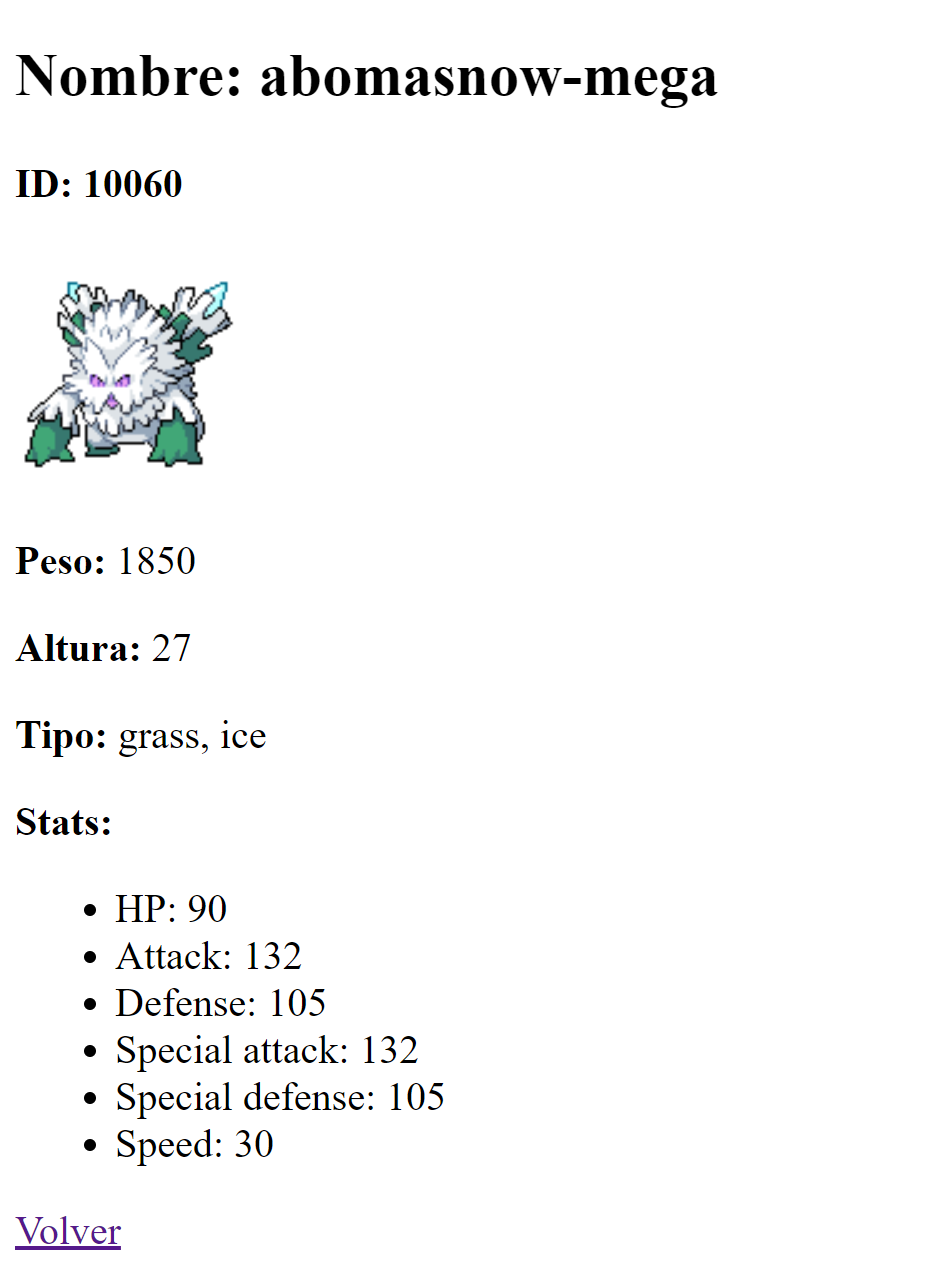 Nombre: abomasnow-mega
ID: 10060
Peso: 1850
Altura: 27
Tipo: grass, ice
Stats:
• HP: 90
• Attack: 132
• Defense: 105
• Special attack: 132
• Special defense: 105
• Speed: 30
Volver